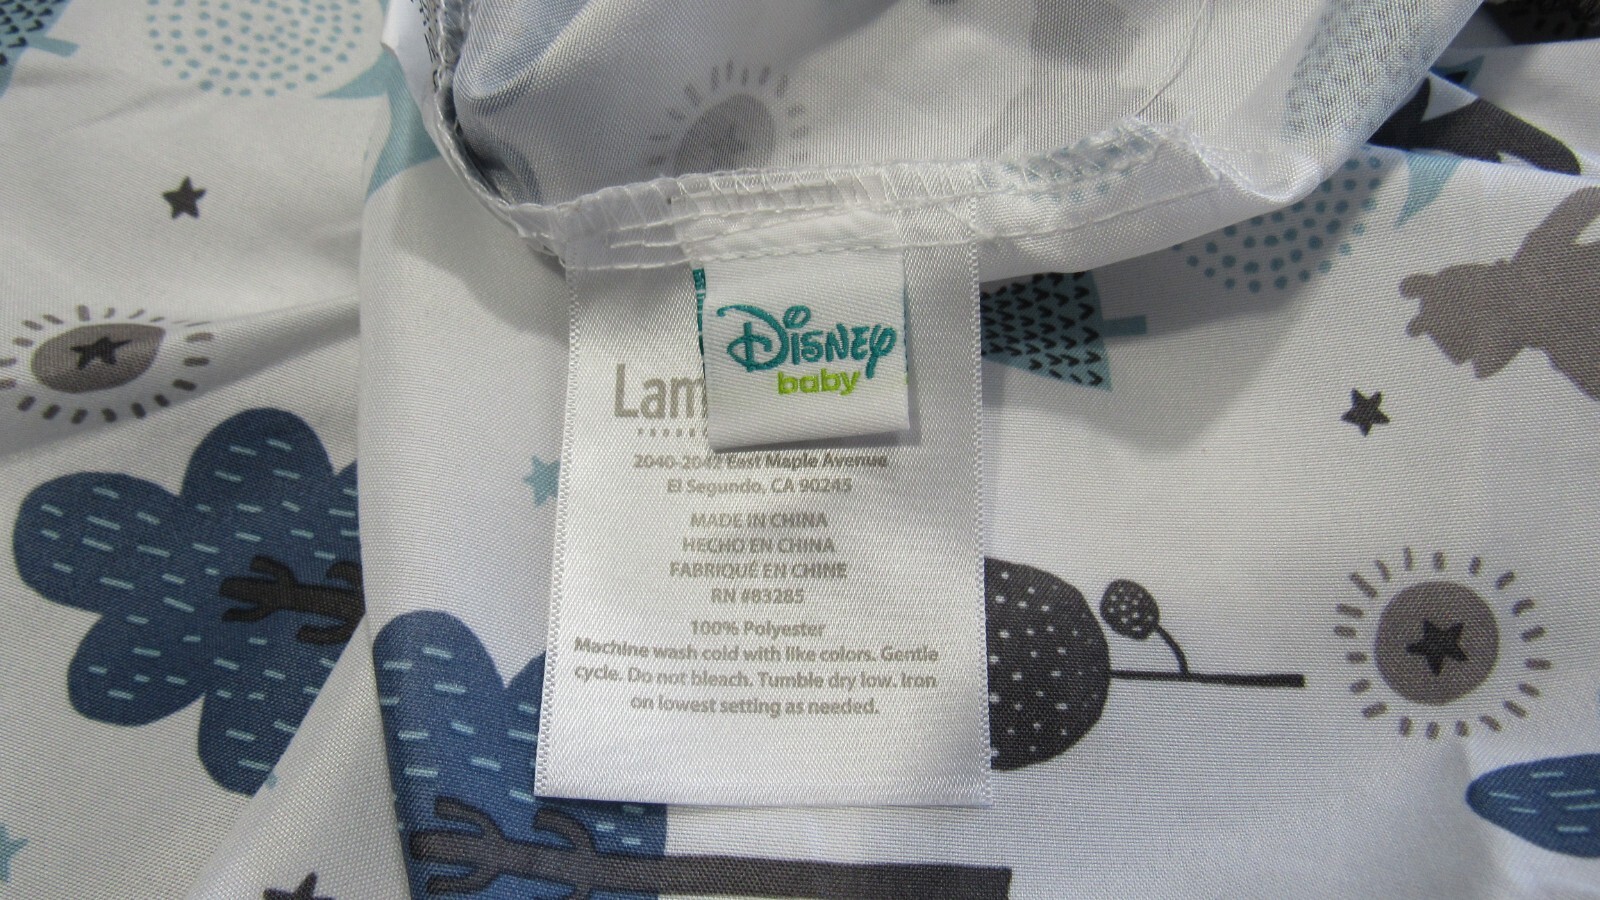 Disney
baby
Lam
2040-2042 East Maple Avenue
El Segundo, CA 90245
MADE IN CHINA
HECHO EN CHINA
FABRIQUÉ EN CHINE
RN #83285
100% Polyester
Machine wash cold with like colors. Gentle
cycle. Do not bleach. Tumble dry low. Iron
on lowest setting as needed.